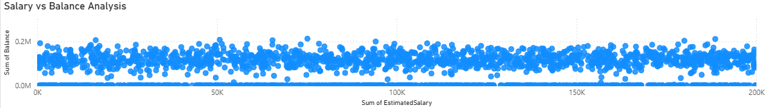 Salary vs Balance Analysis
Sum of Balance
0.2M
0.0M
0K
50K
100K
150K
200K
Sum of EstimatedSalary